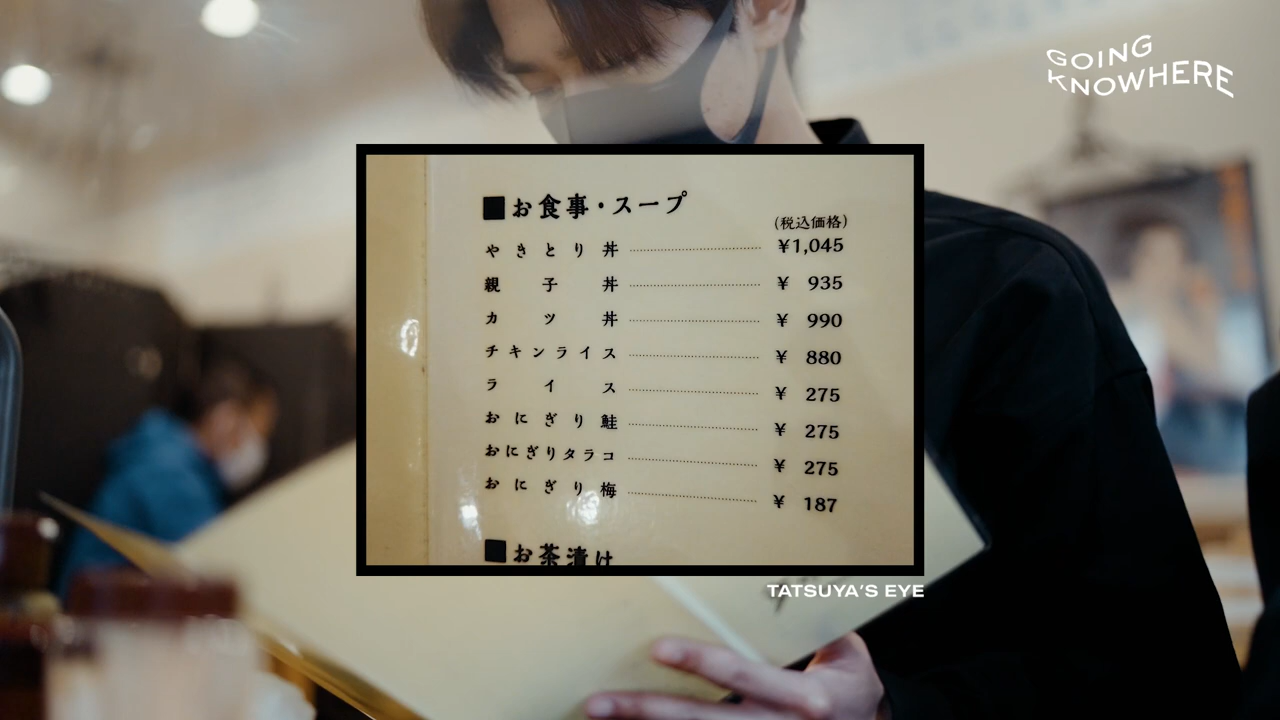 GOING
KNOWHERE
■お食事・スープ
(税込価格)
やきとり丼 ¥1,045
親子丼 ¥ 935
カツ丼 ¥ 990
チキンライス ¥ 880
ライス ¥ 275
おにぎり鮭 ¥ 275
おにぎりタラコ ¥ 275
おにぎり梅 ¥ 187
■お茶漬け
TATSUYA'S EYE